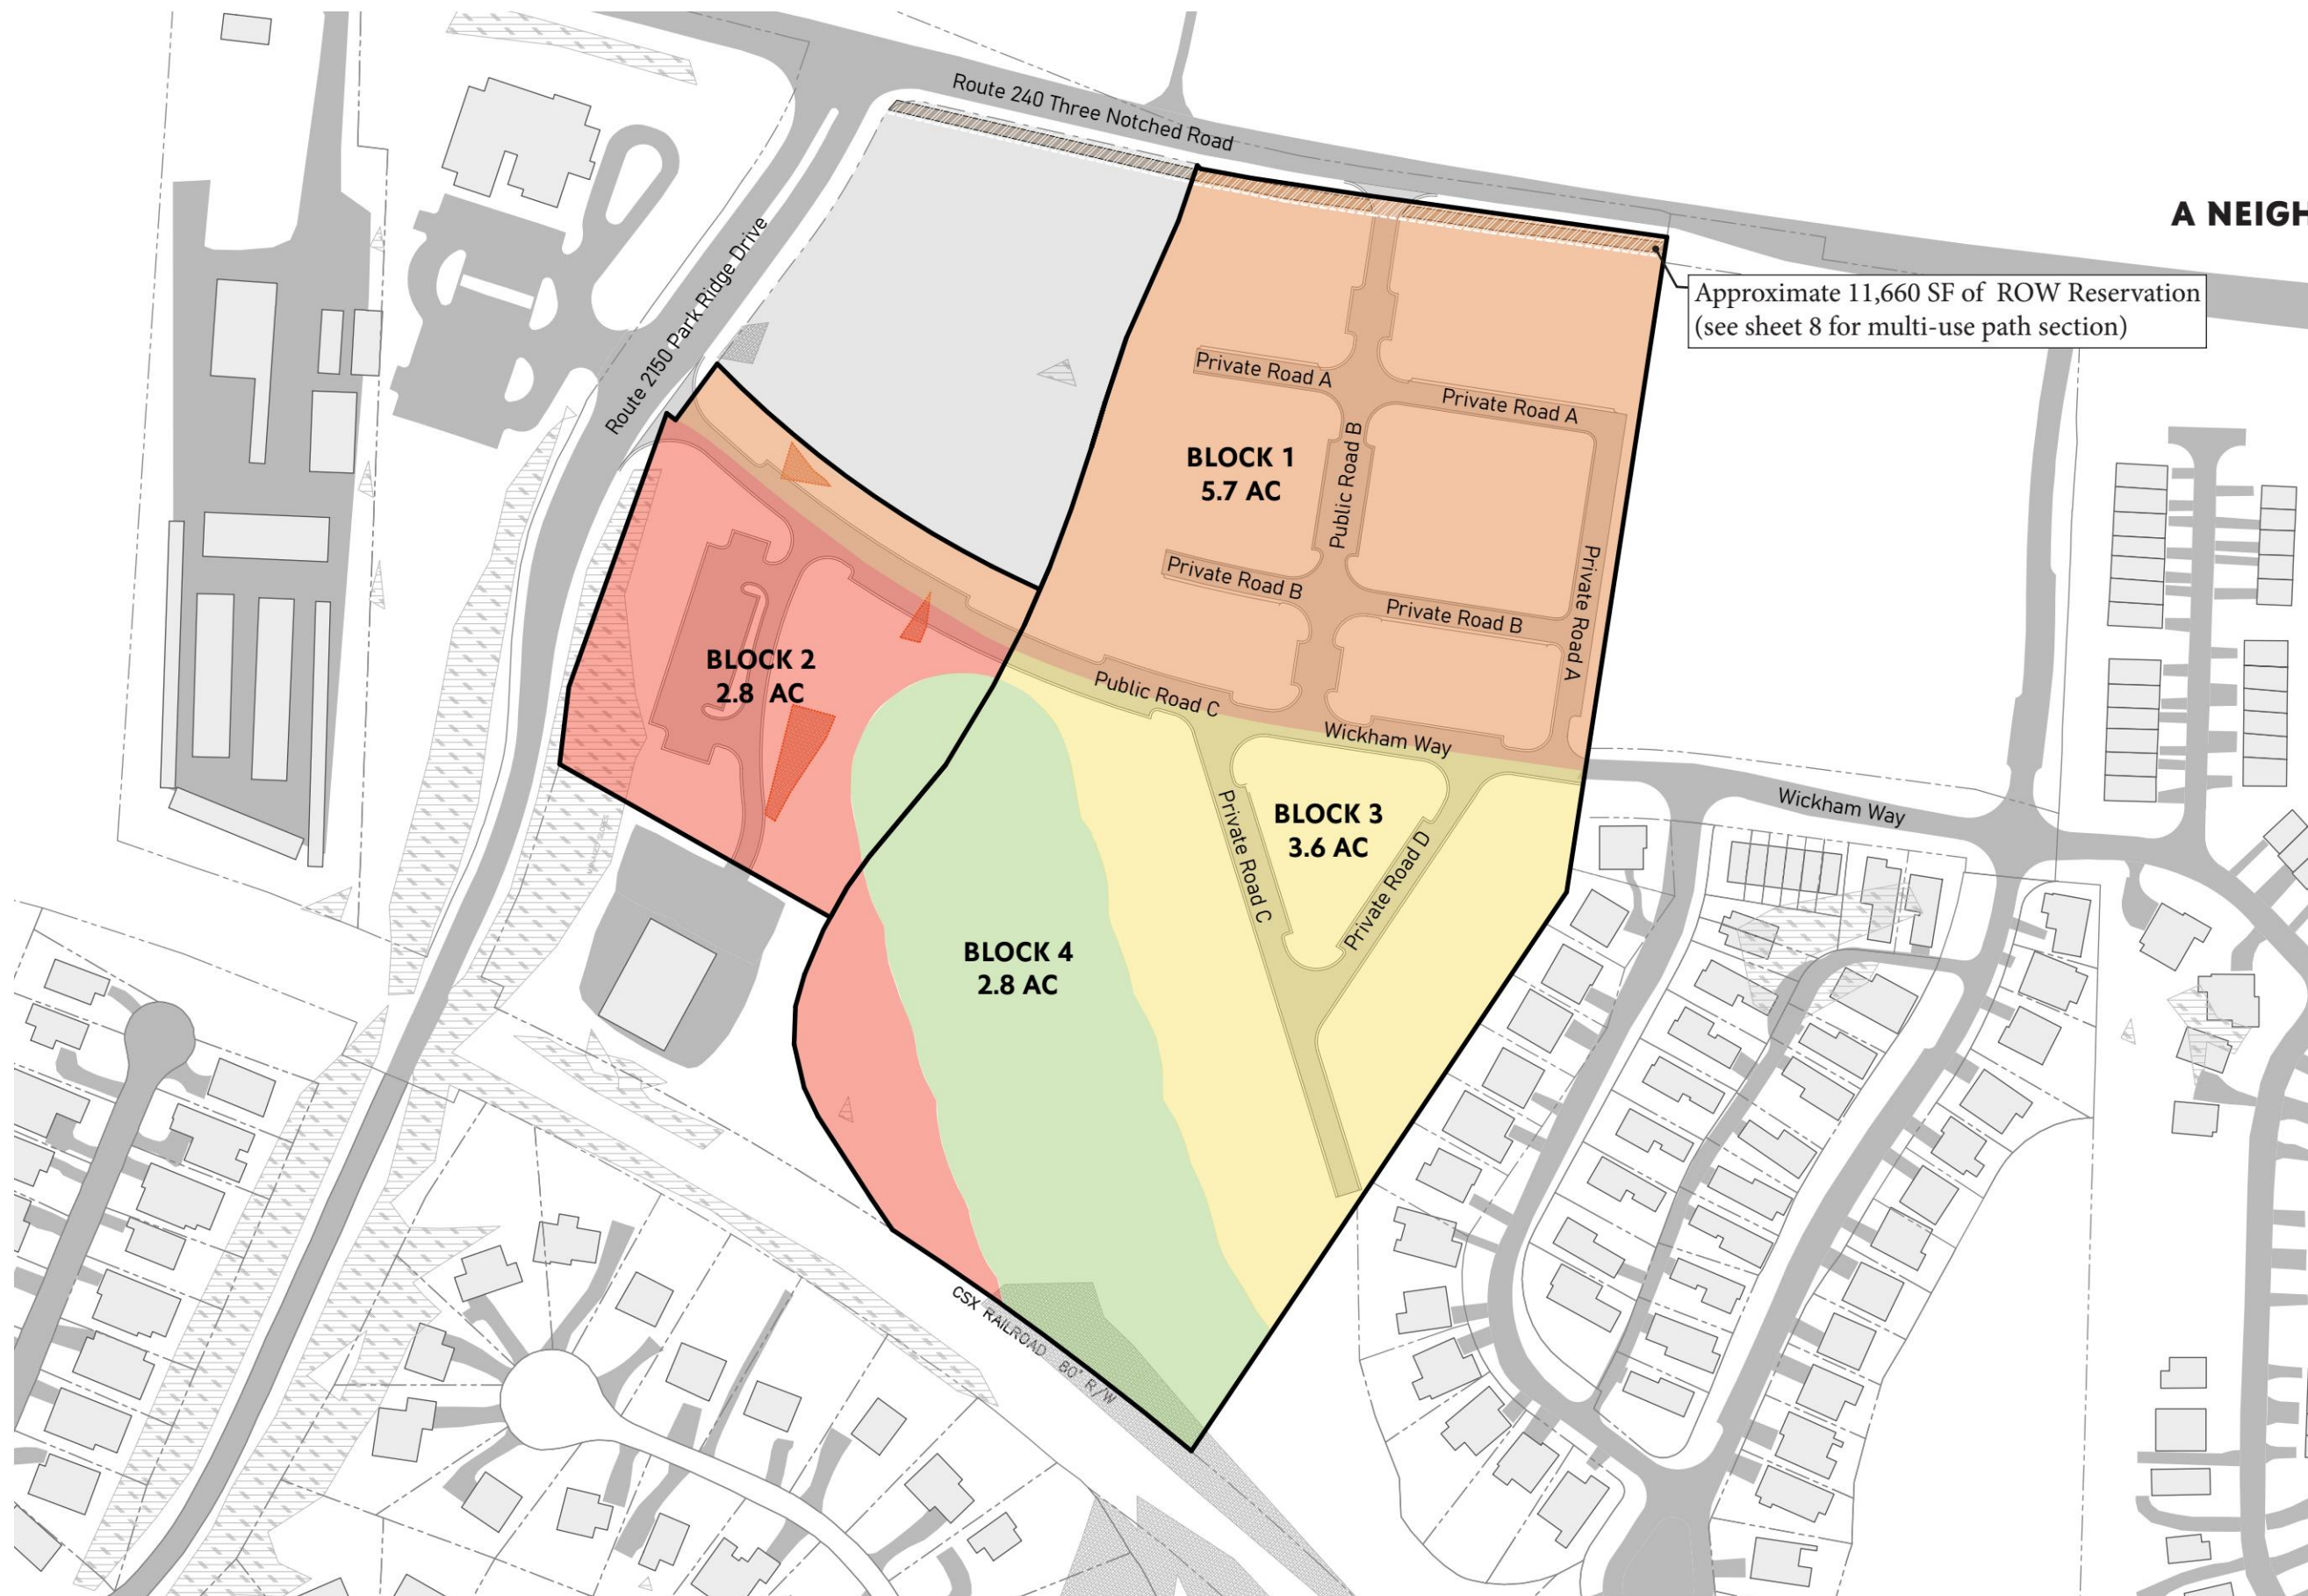 Route 240 Three Notched Road
A NEIGH
Approximate 11,660 SF of ROW Reservation
(see sheet 8 for multi-use path section)
Route 2150 Park Ridge Drive
Private Road A
Private Road A
BLOCK 1
5.7 AC
Public Road B
Private Road B
Private Road B
Private Road A
BLOCK 2
2.8 AC
Public Road C
Wickham Way
Wickham Way
BLOCK 3
3.6 AC
Private Road C
Private Road D
BLOCK 4
2.8 AC
CSX RAILROAD 80' R/W